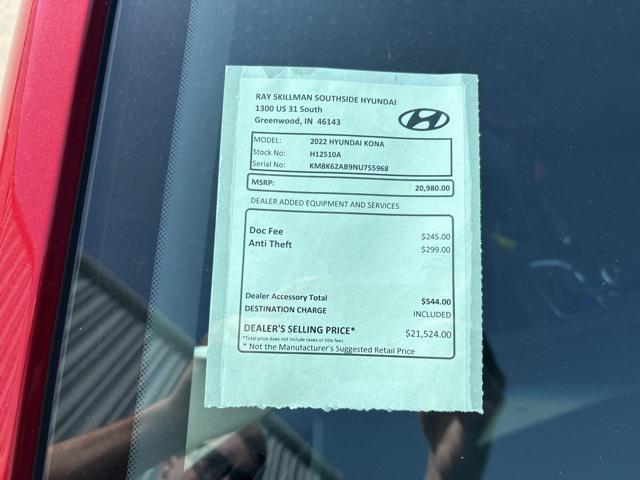 RAY SKILLMAN SOUTHSIDE HYUNDAI
1300 US 31 South
Greenwood, IN 46143
MODEL: 2022 HYUNDAI KONA
Stock No: H12510A
Serial No: KM8K62AB9NU755968
MSRP: 20,980.00
DEALER ADDED EQUIPMENT AND SERVICES
Doc Fee $245.00
Anti Theft $299.00
Dealer Accessory Total $544.00
DESTINATION CHARGE INCLUDED
DEALER'S SELLING PRICE* $21,524.00
*Total price does not include taxes or title fees
* Not the Manufacturer's Suggested Retail Price